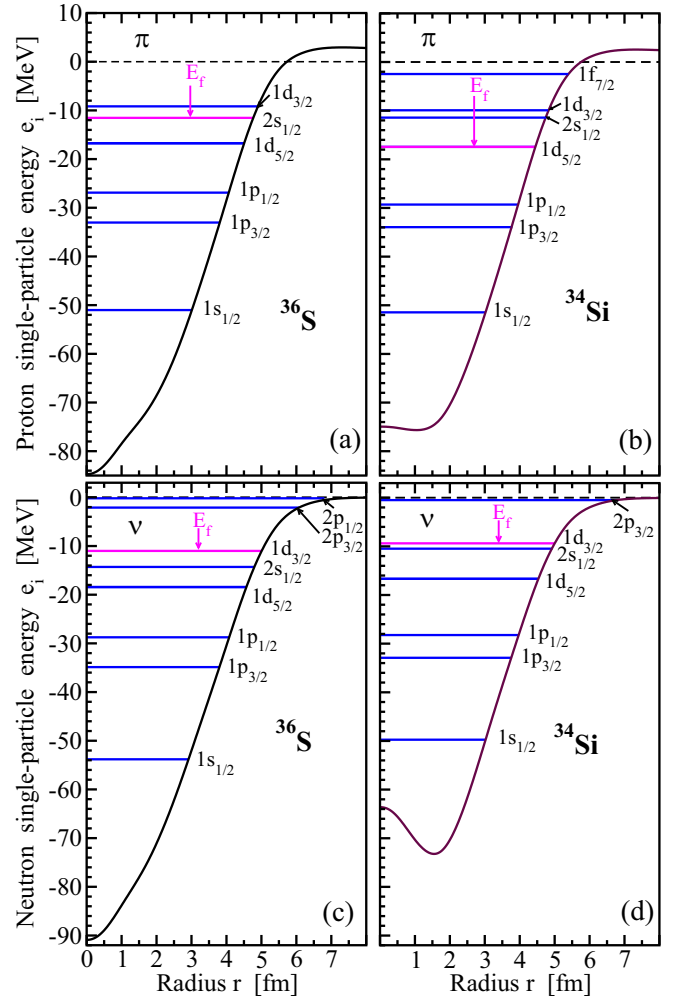 Proton single-particle energy e_i [MeV]
10
0
-10
-20
-30
-40
-50
-60
-70
-80
π
E_f
1d_{3/2}
2s_{1/2}
1d_{5/2}
1p_{1/2}
1p_{3/2}
1s_{1/2}
^{36}S
(a)
π
1f_{7/2}
E_f
1d_{3/2}
2s_{1/2}
1d_{5/2}
1p_{1/2}
1p_{3/2}
1s_{1/2}
^{34}Si
(b)
Neutron single-particle energy e_i [MeV]
0
-10
-20
-30
-40
-50
-60
-70
-80
-90
ν
E_f
2p_{1/2}
2p_{3/2}
1d_{3/2}
2s_{1/2}
1d_{5/2}
1p_{1/2}
1p_{3/2}
1s_{1/2}
^{36}S
(c)
0 1 2 3 4 5 6 7
Radius r [fm]
ν
E_f
2p_{3/2}
1d_{3/2}
2s_{1/2}
1d_{5/2}
1p_{1/2}
1p_{3/2}
1s_{1/2}
^{34}Si
(d)
1 2 3 4 5 6 7
Radius r [fm]